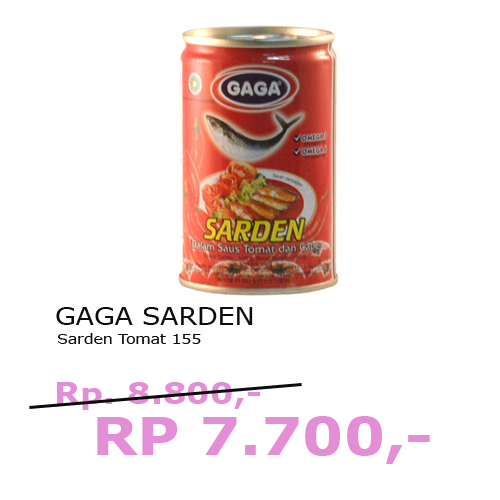 GAGA
OMEGA 3
OMEGA 6
SARDEN
Dalam Saus Tomat dan Cabe
GAGA SARDEN
Sarden Tomat 155
Rp. 8.800,-
RP 7.700,-